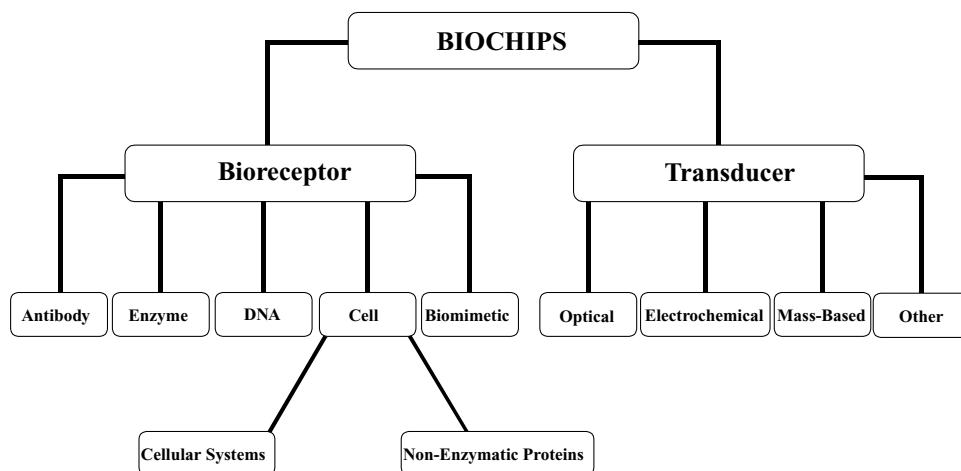 BIOCHIPS
Bioreceptor
Transducer
Antibody
Enzyme
DNA
Cell
Biomimetic
Optical
Electrochemical
Mass-Based
Other
Cellular Systems
Non-Enzymatic Proteins